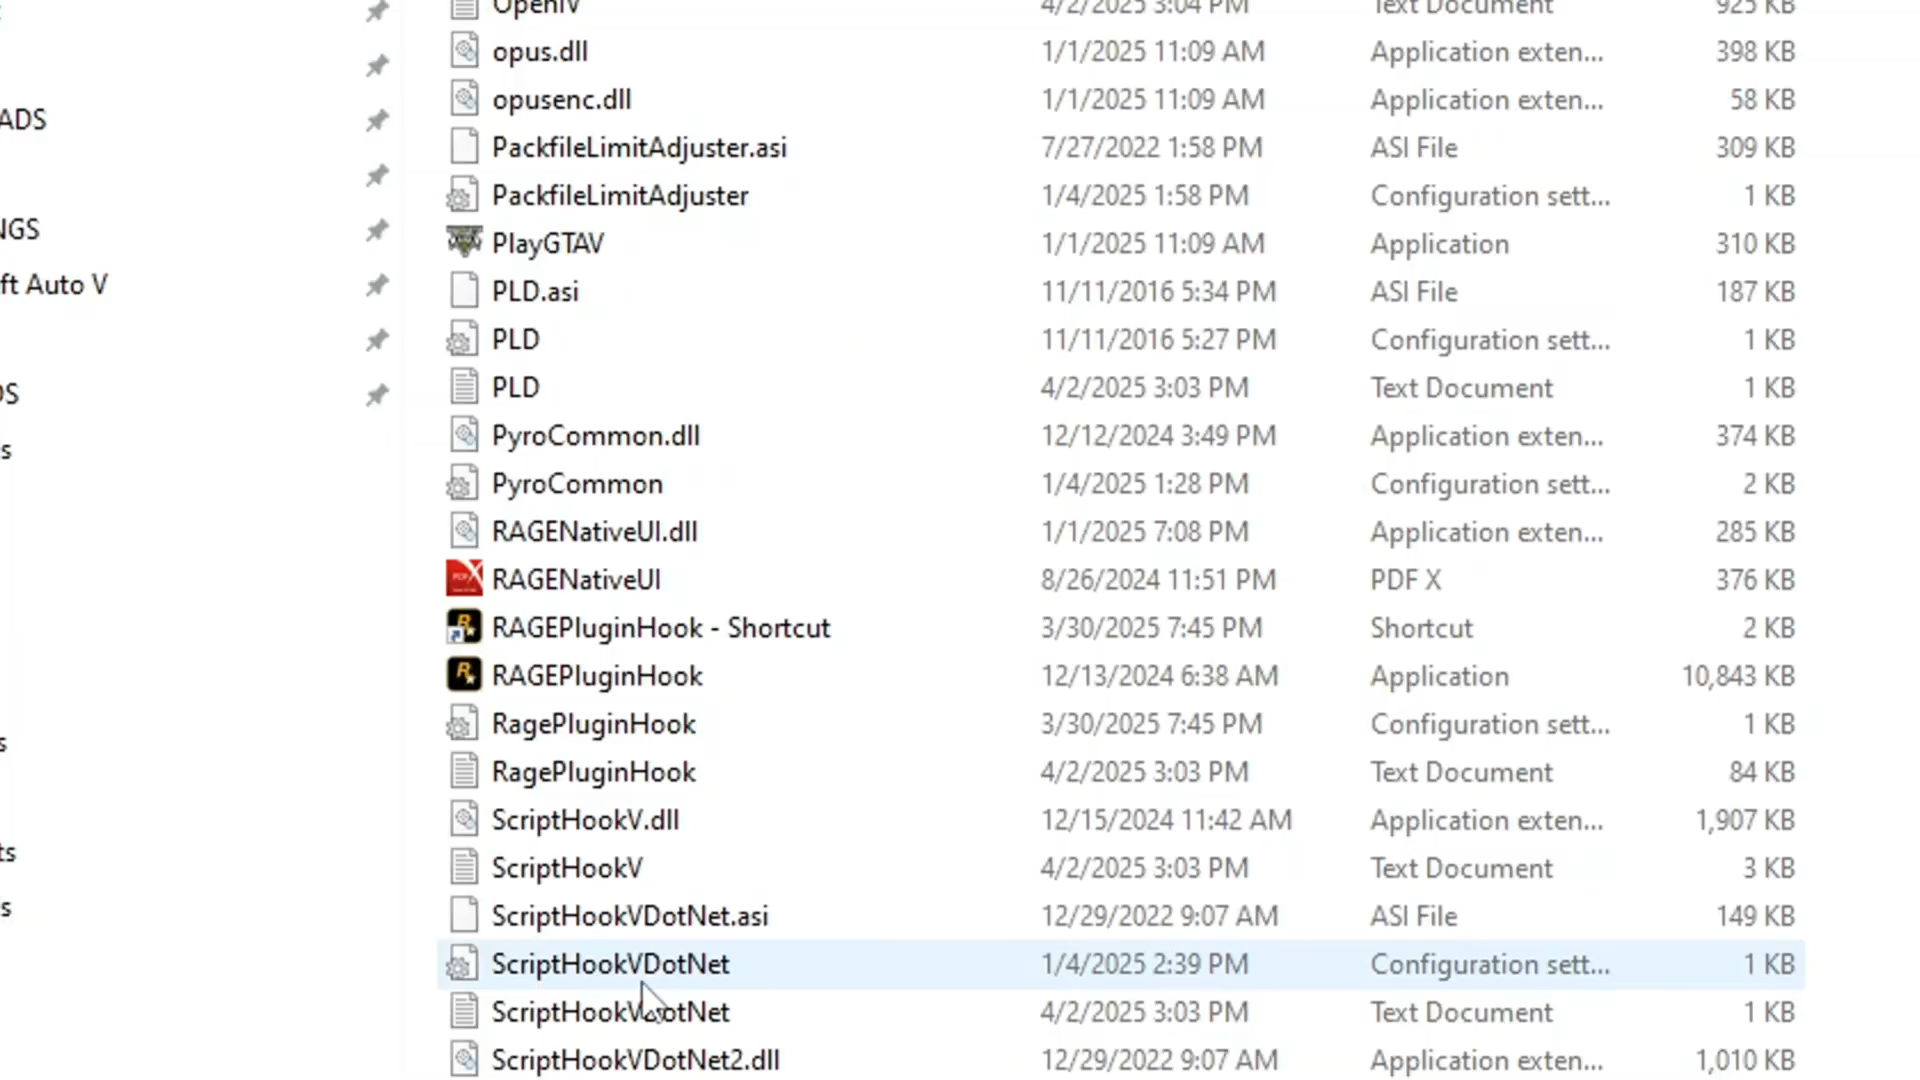 OpenIV 4/2/2025 3:04 PM Text Document 925 KB
opus.dll 1/1/2025 11:09 AM Application exten... 398 KB
ADS opusenc.dll 1/1/2025 11:09 AM Application exten... 58 KB
PackfileLimitAdjuster.asi 7/27/2022 1:58 PM ASI File 309 KB
PackfileLimitAdjuster 1/4/2025 1:58 PM Configuration sett... 1 KB
NGS PlayGTAV 1/1/2025 11:09 AM Application 310 KB
ft Auto V PLD.asi 11/11/2016 5:34 PM ASI File 187 KB
PLD 11/11/2016 5:27 PM Configuration sett... 1 KB
PLD 4/2/2025 3:03 PM Text Document 1 KB
s PyroCommon.dll 12/12/2024 3:49 PM Application exten... 374 KB
PyroCommon 1/4/2025 1:28 PM Configuration sett... 2 KB
RAGENativeUI.dll 1/1/2025 7:08 PM Application exten... 285 KB
RAGENativeUI 8/26/2024 11:51 PM PDF X 376 KB
RAGEPluginHook - Shortcut 3/30/2025 7:45 PM Shortcut 2 KB
RAGEPluginHook 12/13/2024 6:38 AM Application 10,843 KB
s RagePluginHook 3/30/2025 7:45 PM Configuration sett... 1 KB
RagePluginHook 4/2/2025 3:03 PM Text Document 84 KB
ScriptHookV.dll 12/15/2024 11:42 AM Application exten... 1,907 KB
ts ScriptHookV 4/2/2025 3:03 PM Text Document 3 KB
s ScriptHookVDotNet.asi 12/29/2022 9:07 AM ASI File 149 KB
ScriptHookVDotNet 1/4/2025 2:39 PM Configuration sett... 1 KB
ScriptHookVDotNet 4/2/2025 3:03 PM Text Document 1 KB
ScriptHookVDotNet2.dll 12/29/2022 9:07 AM Application exten... 1,010 KB